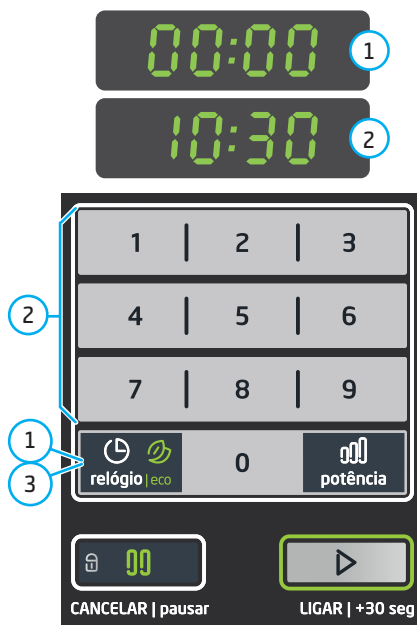 00:00
1
10:30
2
1 | 2 | 3
2
4 | 5 | 6
7 | 8 | 9
1
3
relógio | eco
0
potência
CANCELAR | pausar
LIGAR | +30 seg